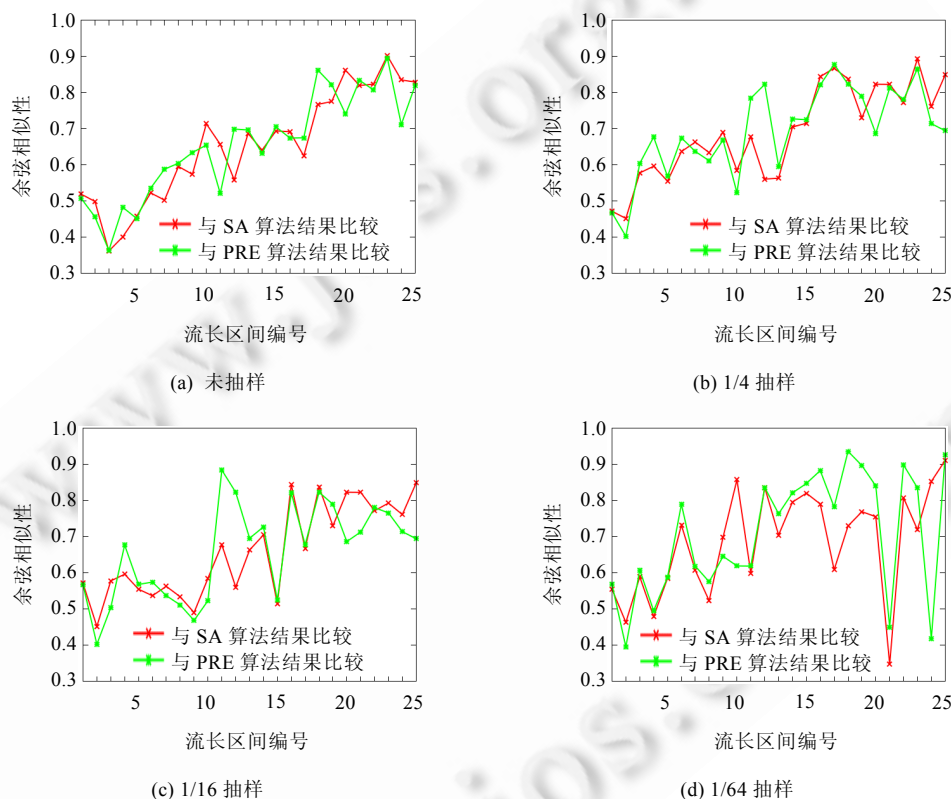 1.0
0.9
0.8
0.7
0.6
0.5
0.4
0.3
余弦相似性
与 SA 算法结果比较
与 PRE 算法结果比较
5 10 15 20 25
流长区间编号
(a) 未抽样
1.0
0.9
0.8
0.7
0.6
0.5
0.4
0.3
余弦相似性
与 SA 算法结果比较
与 PRE 算法结果比较
5 10 15 20 25
流长区间编号
(b) 1/4 抽样
1.0
0.9
0.8
0.7
0.6
0.5
0.4
0.3
余弦相似性
与 SA 算法结果比较
与 PRE 算法结果比较
5 10 15 20 25
流长区间编号
(c) 1/16 抽样
1.0
0.9
0.8
0.7
0.6
0.5
0.4
0.3
余弦相似性
与 SA 算法结果比较
与 PRE 算法结果比较
5 10 15 20 25
流长区间编号
(d) 1/64 抽样